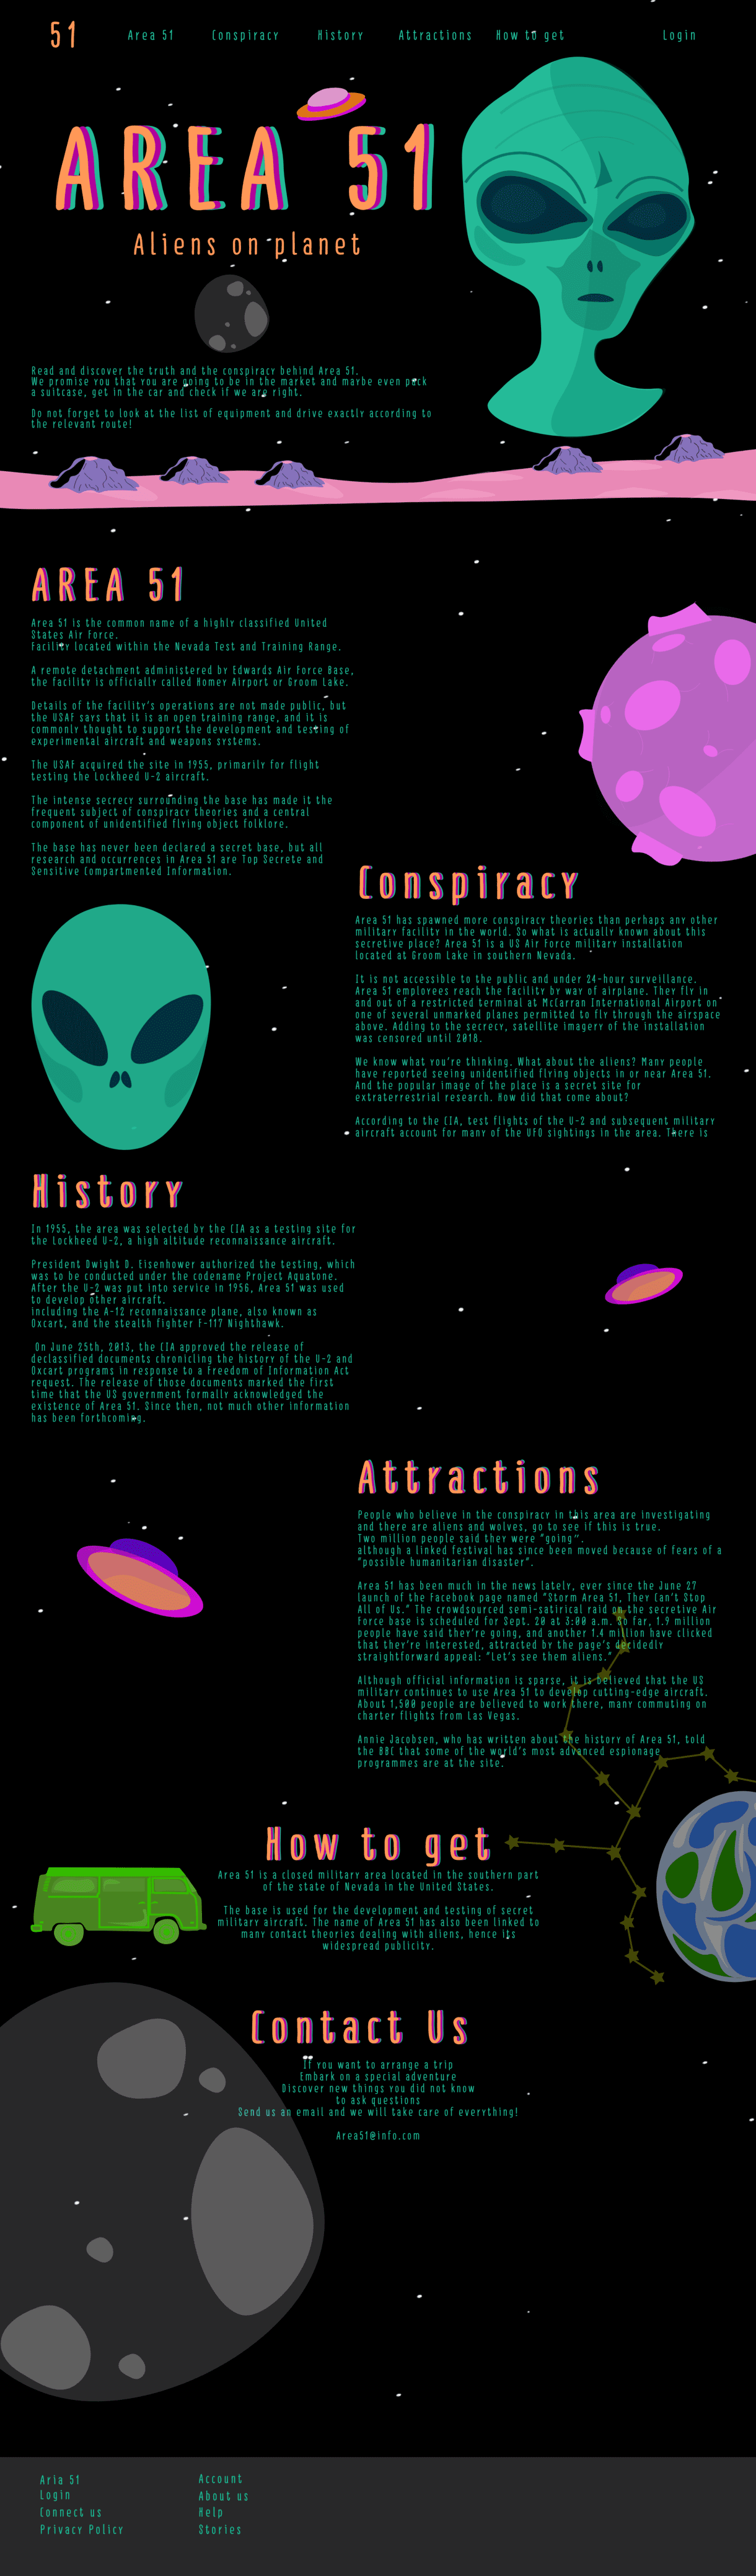 51
Area 51
Conspiracy
History
Attractions
How to get
Login
AREA 51
Aliens on planet
Read and discover the truth and the conspiracy behind Area 51.
We promise you that you are going to be in the market and maybe even pack
a suitcase, get in the car and check if we are right.
Do not forget to look at the list of equipment and drive exactly according to
the relevant route!
AREA 51
Area 51 is the common name of a highly classified United
States Air Force.
Facility located within the Nevada Test and Training Range.
A remote detachment administered by Edwards Air Force Base,
the facility is officially called Homey Airport or Groom Lake.
Details of the facility's operations are not made public, but
the USAF says that it is an open training range, and it is
commonly thought to support the development and testing of
experimental aircraft and weapons systems.
The USAF acquired the site in 1955, primarily for flight
testing the Lockheed U-2 aircraft.
The intense secrecy surrounding the base has made it the
frequent subject of conspiracy theories and a central
component of unidentified flying object folklore.
The base has never been declared a secret base, but all
research and occurrences in Area 51 are Top Secrete and
Sensitive Compartmented Information.
Conspiracy
Area 51 has spawned more conspiracy theories than perhaps any other
military facility in the world. So what is actually known about this
secretive place? Area 51 is a US Air Force military installation
located at Groom Lake in southern Nevada.
It is not accessible to the public and under 24-hour surveillance.
Area 51 employees reach the facility by way of airplane. They fly in
and out of a restricted terminal at McCarran International Airport on
one of several unmarked planes permitted to fly through the airspace
above. Adding to the secrecy, satellite imagery of the installation
was censored until 2018.
We know what you're thinking. What about the aliens? Many people
have reported seeing unidentified flying objects in or near Area 51.
And the popular image of the place is a secret site for
extraterrestrial research. How did that come about?
According to the CIA, test flights of the U-2 and subsequent military
aircraft account for many of the UFO sightings in the area. There is
History
In 1955, the area was selected by the CIA as a testing site for
the Lockheed U-2, a high altitude reconnaissance aircraft.
President Dwight D. Eisenhower authorized the testing, which
was to be conducted under the codename Project Aquatone.
After the U-2 was put into service in 1956, Area 51 was used
to develop other aircraft.
including the A-12 reconnaissance plane, also known as
Oxcart, and the stealth fighter F-117 Nighthawk.
On June 25th, 2013, the CIA approved the release of
declassified documents chronicling the history of the U-2 and
Oxcart programs in response to a Freedom of Information Act
request. The release of those documents marked the first
time that the US government formally acknowledged the
existence of Area 51. Since then, not much other information
has been forthcoming.
Attractions
People who believe in the conspiracy in this area are investigating
and there are aliens and wolves, go to see if this is true.
Two million people said they were "going".
although a linked festival has since been moved because of fears of a
"possible humanitarian disaster".
Area 51 has been much in the news lately, ever since the June 27
launch of the Facebook page named "Storm Area 51, They Can't Stop
All of Us." The crowdsourced semi-satirical raid on the secretive Air
Force base is scheduled for Sept. 20 at 3:00 a.m. So far, 1.9 million
people have said they're going, and another 1.4 million have clicked
that they're interested, attracted by the page's decidedly
straightforward appeal: "Let's see them aliens."
Although official information is sparse, it is believed that the US
military continues to use Area 51 to develop cutting-edge aircraft.
About 1,500 people are believed to work there, many commuting on
charter flights from Las Vegas.
Annie Jacobsen, who has written about the history of Area 51, told
the BBC that some of the world's most advanced espionage
programmes are at the site.
How to get
Area 51 is a closed military area located in the southern part
of the state of Nevada in the United States.
The base is used for the development and testing of secret
military aircraft. The name of Area 51 has also been linked to
many contact theories dealing with aliens, hence its
widespread publicity.
Contact Us
If you want to arrange a trip
Embark on a special adventure
Discover new things you did not know
to ask questions
Send us an email and we will take care of everything!
Area51@info.com
Aria 51
Login
Connect us
Privacy Policy
Account
About us
Help
Stories